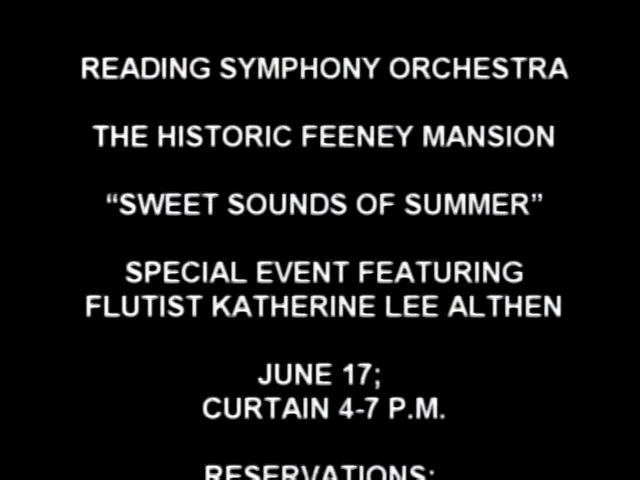 READING SYMPHONY ORCHESTRA
THE HISTORIC FEENEY MANSION
“SWEET SOUNDS OF SUMMER”
SPECIAL EVENT FEATURING
FLUTIST KATHERINE LEE ALTHEN
JUNE 17;
CURTAIN 4-7 P.M.
RESERVATIONS: